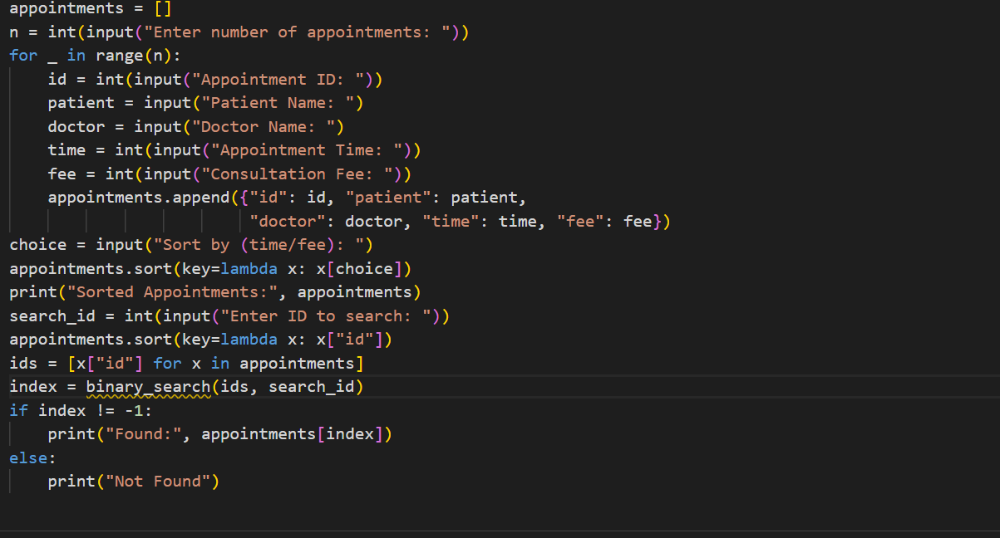 appointments = []
n = int(input("Enter number of appointments: "))
for _ in range(n):
    id = int(input("Appointment ID: "))
    patient = input("Patient Name: ")
    doctor = input("Doctor Name: ")
    time = int(input("Appointment Time: "))
    fee = int(input("Consultation Fee: "))
    appointments.append({"id": id, "patient": patient,
                         "doctor": doctor, "time": time, "fee": fee})
choice = input("Sort by (time/fee): ")
appointments.sort(key=lambda x: x[choice])
print("Sorted Appointments:", appointments)
search_id = int(input("Enter ID to search: "))
appointments.sort(key=lambda x: x["id"])
ids = [x["id"] for x in appointments]
index = binary_search(ids, search_id)
if index != -1:
    print("Found:", appointments[index])
else:
    print("Not Found")